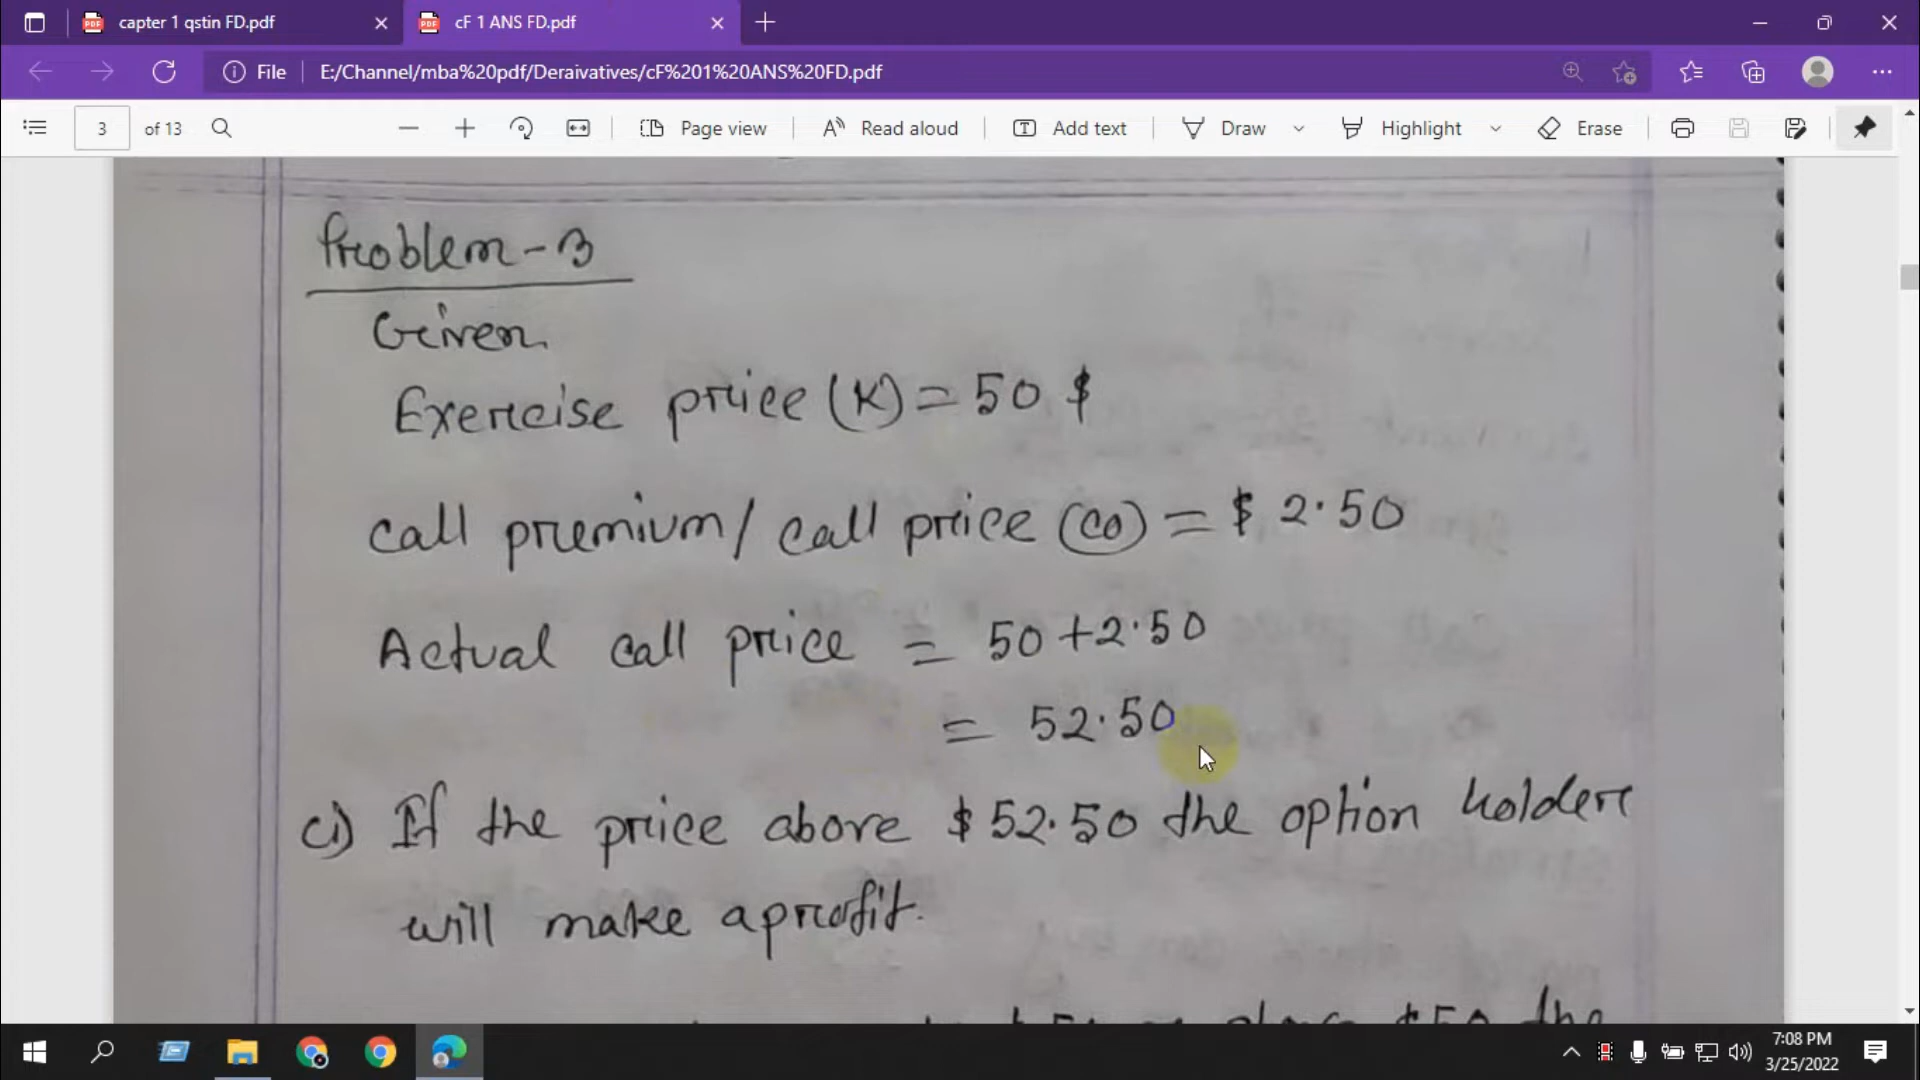 capter 1 qstin FD.pdf
cF 1 ANS FD.pdf
File
E:/Channel/mba%20pdf/Deraivatives/cF%201%20ANS%20FD.pdf
3 of 13
Page view
Read aloud
Add text
Draw
Highlight
Erase
Problem-3
Given
Exercise price (K) = 50 $
Call premium / call price (co) = $ 2.50
Actual call price = 50 + 2.50
= 52.50
(i) If the price above $ 52.50 the option holder
will make a profit.
$50 the
7:08 PM
3/25/2022